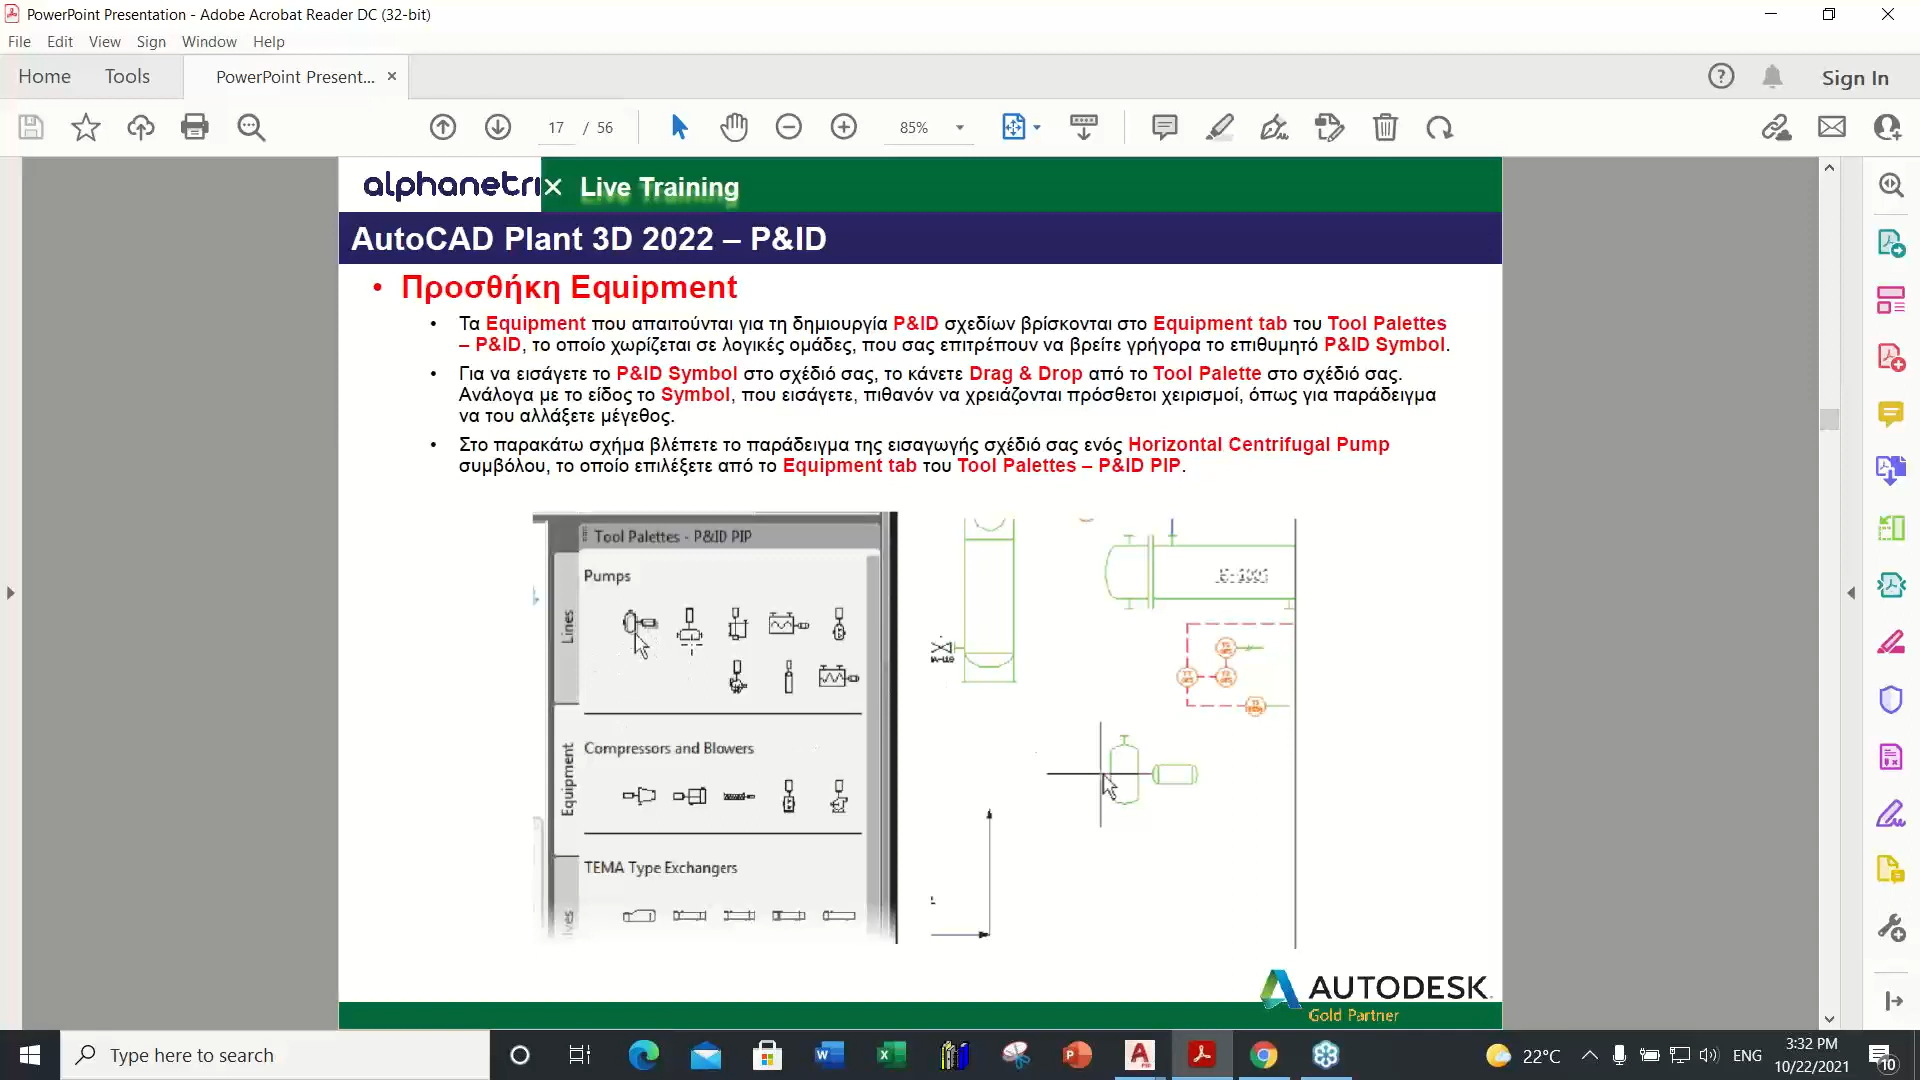 PowerPoint Presentation - Adobe Acrobat Reader DC (32-bit)
File Edit View Sign Window Help
Home Tools PowerPoint Present... Sign In
17 / 56 85%
alphanetrix Live Training
AutoCAD Plant 3D 2022 – P&ID
• Προσθήκη Equipment
• Τα Equipment που απαιτούνται για τη δημιουργία P&ID σχεδίων βρίσκονται στο Equipment tab του Tool Palettes
– P&ID, το οποίο χωρίζεται σε λογικές ομάδες, που σας επιτρέπουν να βρείτε γρήγορα το επιθυμητό P&ID Symbol.
• Για να εισάγετε το P&ID Symbol στο σχέδιό σας, το κάνετε Drag & Drop από το Tool Palette στο σχέδιό σας.
Ανάλογα με το είδος το Symbol, που εισάγετε, πιθανόν να χρειάζονται πρόσθετοι χειρισμοί, όπως για παράδειγμα
να του αλλάξετε μέγεθος.
• Στο παρακάτω σχήμα βλέπετε το παράδειγμα της εισαγωγής σχέδιό σας ενός Horizontal Centrifugal Pump
συμβόλου, το οποίο επιλέξετε από το Equipment tab του Tool Palettes – P&ID PIP.
Tool Palettes - P&ID PIP
Pumps
Lines
Compressors and Blowers
Equipment
TEMA Type Exchangers
AUTODESK
Gold Partner
Type here to search
22°C ENG
3:32 PM
10/22/2021
10